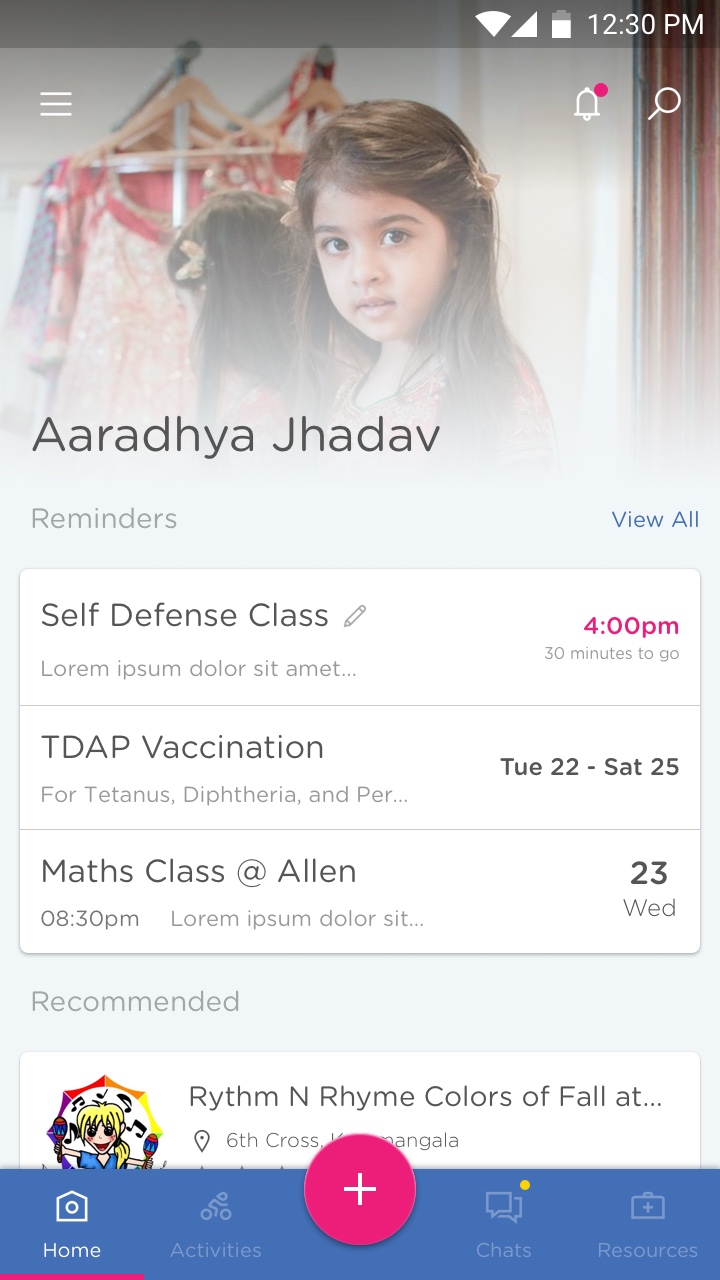 12:30 PM
Aaradhya Jhadav
Reminders
View All
Self Defense Class
4:00pm
Lorem ipsum dolor sit amet...
30 minutes to go
TDAP Vaccination
Tue 22 - Sat 25
For Tetanus, Diphtheria, and Per...
Maths Class @ Allen
23
08:30pm Lorem ipsum dolor sit...
Wed
Recommended
Rythm N Rhyme Colors of Fall at...
6th Cross,
Home
Activities
Chats
Resources